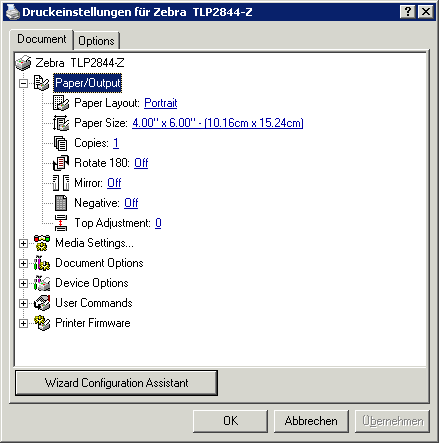 Druckeinstellungen für Zebra TLP2844-Z
Document
Options
Zebra TLP2844-Z
Paper/Output
Paper Layout: Portrait
Paper Size: 4.00" x 6.00" - (10.16cm x 15.24cm)
Copies: 1
Rotate 180: Off
Mirror: Off
Negative: Off
Top Adjustment: 0
Media Settings...
Document Options
Device Options
User Commands
Printer Firmware
Wizard Configuration Assistant
OK
Abbrechen
Übernehmen